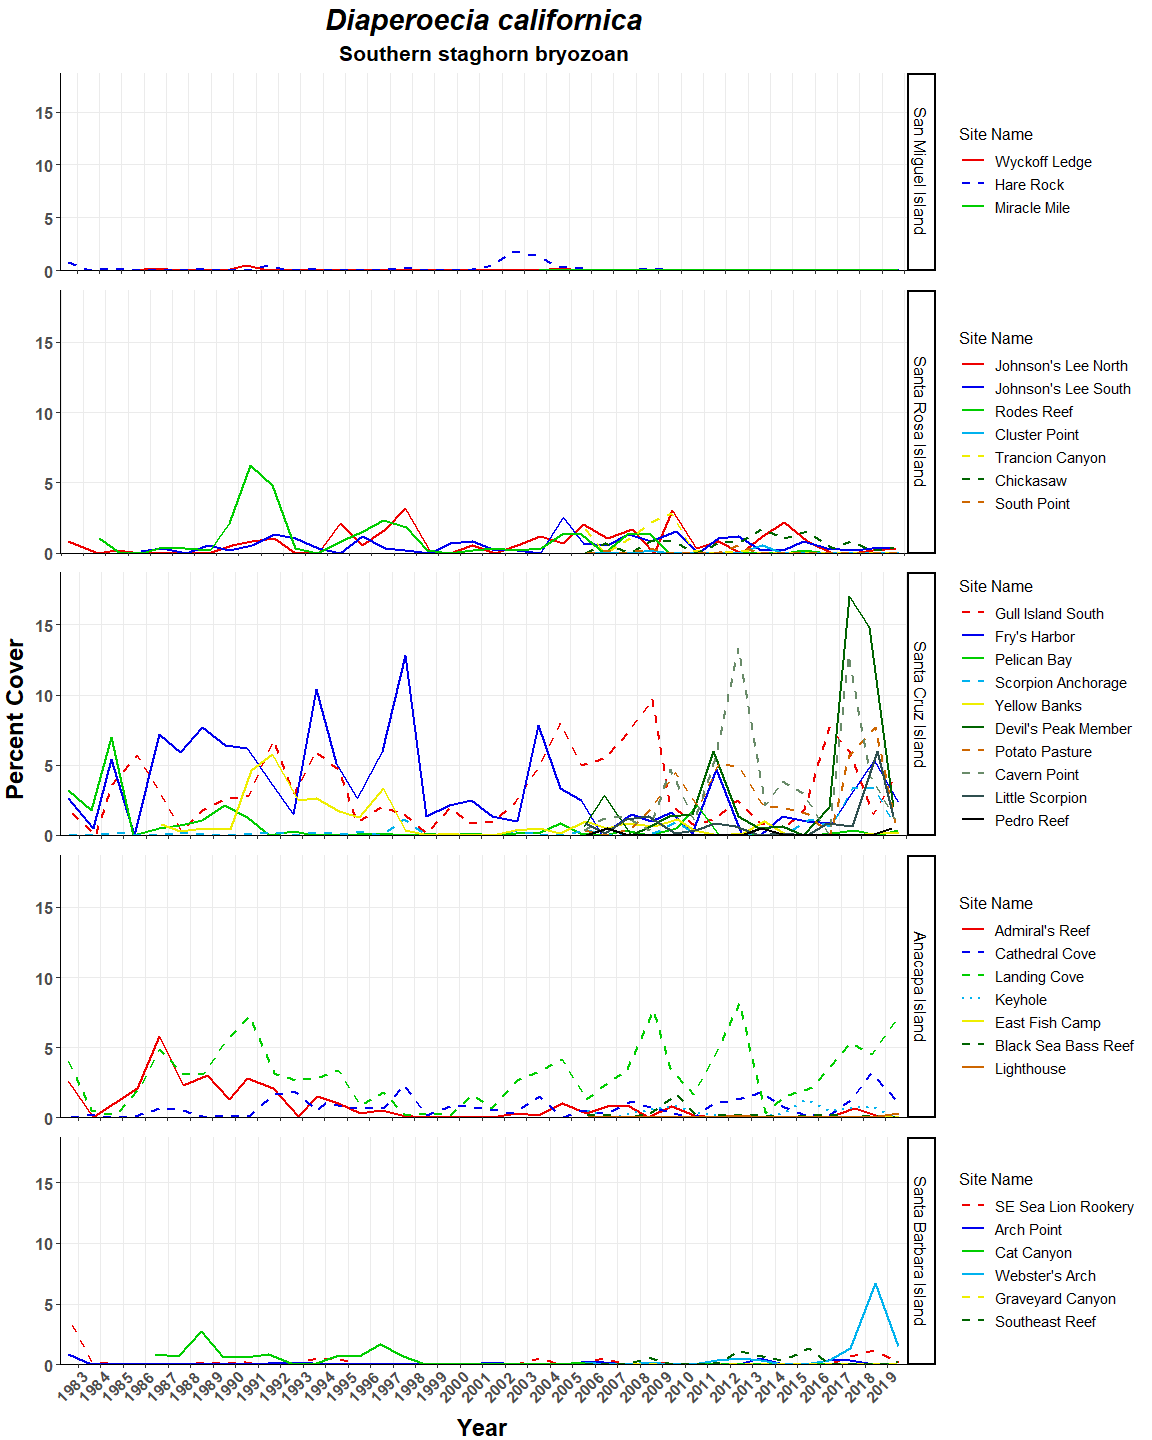 Diaperoecia californica
Southern staghorn bryozoan
Percent Cover
15
10
5
0
San Miguel Island
Site Name
Wyckoff Ledge
Hare Rock
Miracle Mile
15
10
5
0
Santa Rosa Island
Site Name
Johnson's Lee North
Johnson's Lee South
Rodes Reef
Cluster Point
Trancion Canyon
Chickasaw
South Point
15
10
5
0
Santa Cruz Island
Site Name
Gull Island South
Fry's Harbor
Pelican Bay
Scorpion Anchorage
Yellow Banks
Devil's Peak Member
Potato Pasture
Cavern Point
Little Scorpion
Pedro Reef
15
10
5
0
Anacapa Island
Site Name
Admiral's Reef
Cathedral Cove
Landing Cove
Keyhole
East Fish Camp
Black Sea Bass Reef
Lighthouse
15
10
5
0
Santa Barbara Island
Site Name
SE Sea Lion Rookery
Arch Point
Cat Canyon
Webster's Arch
Graveyard Canyon
Southeast Reef
1983 1984 1985 1986 1987 1988 1989 1990 1991 1992 1993 1994 1995 1996 1997 1998 1999 2000 2001 2002 2003 2004 2005 2006 2007 2008 2009 2010 2011 2012 2013 2014 2015 2016 2017 2018 2019
Year